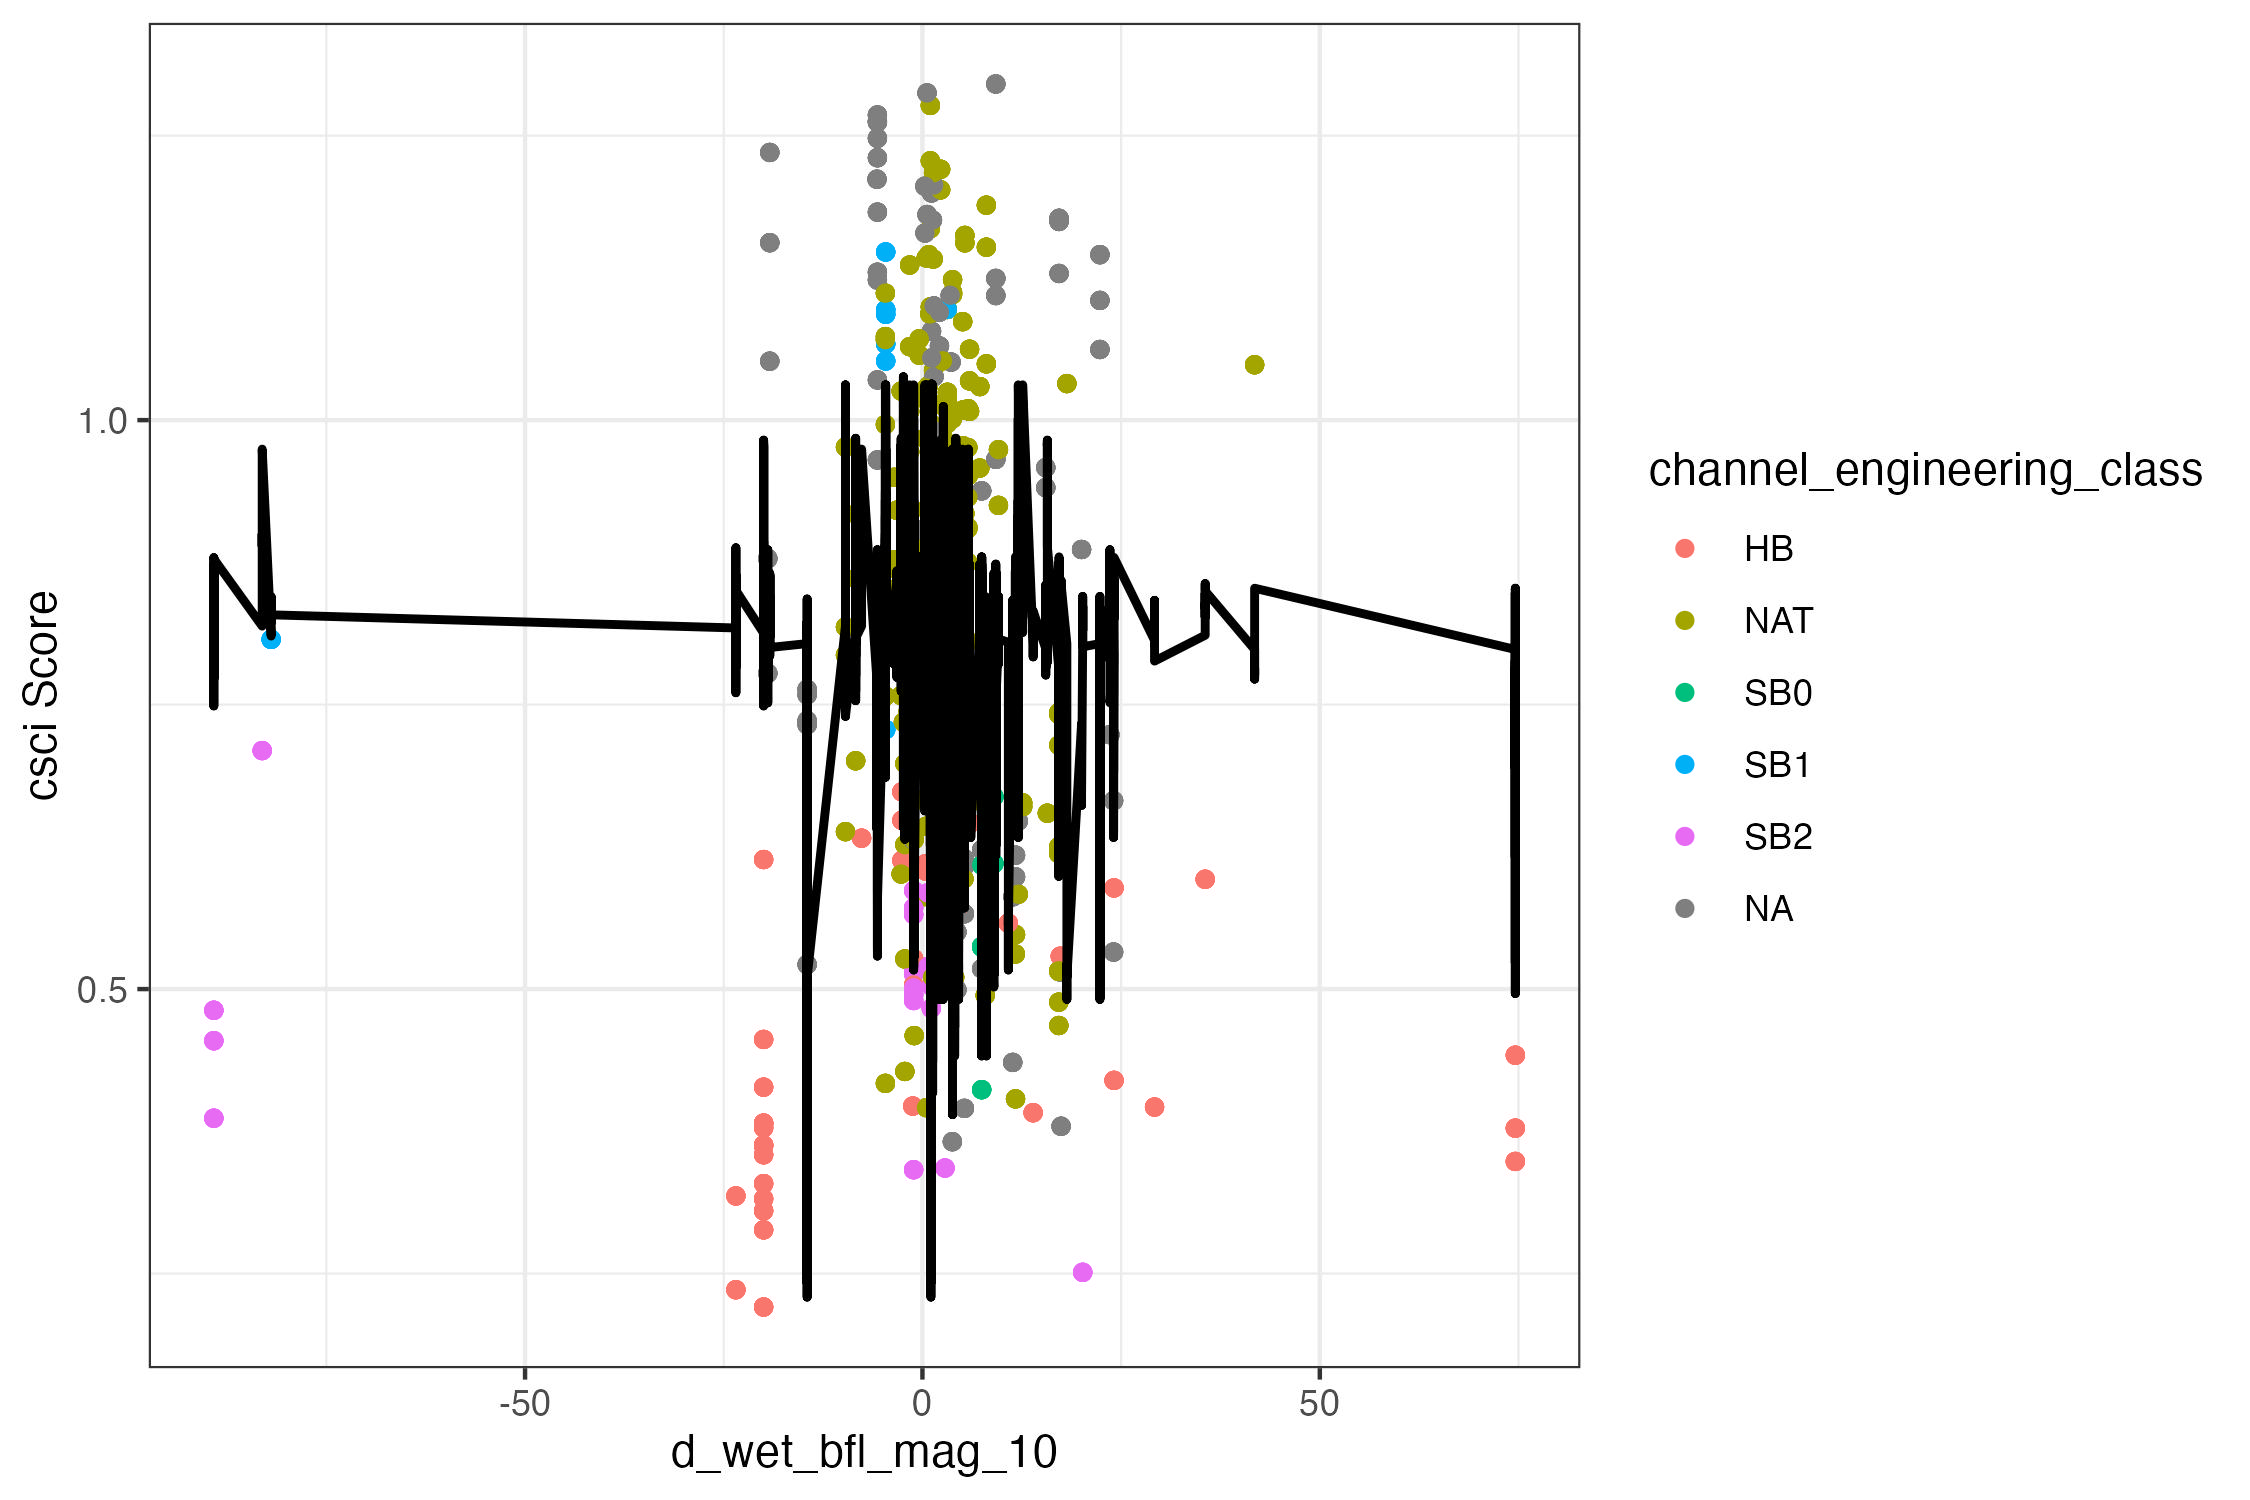 csci Score
1.0
0.5
-50
0
50
d_wet_bfl_mag_10
channel_engineering_class
HB
NAT
SB0
SB1
SB2
NA